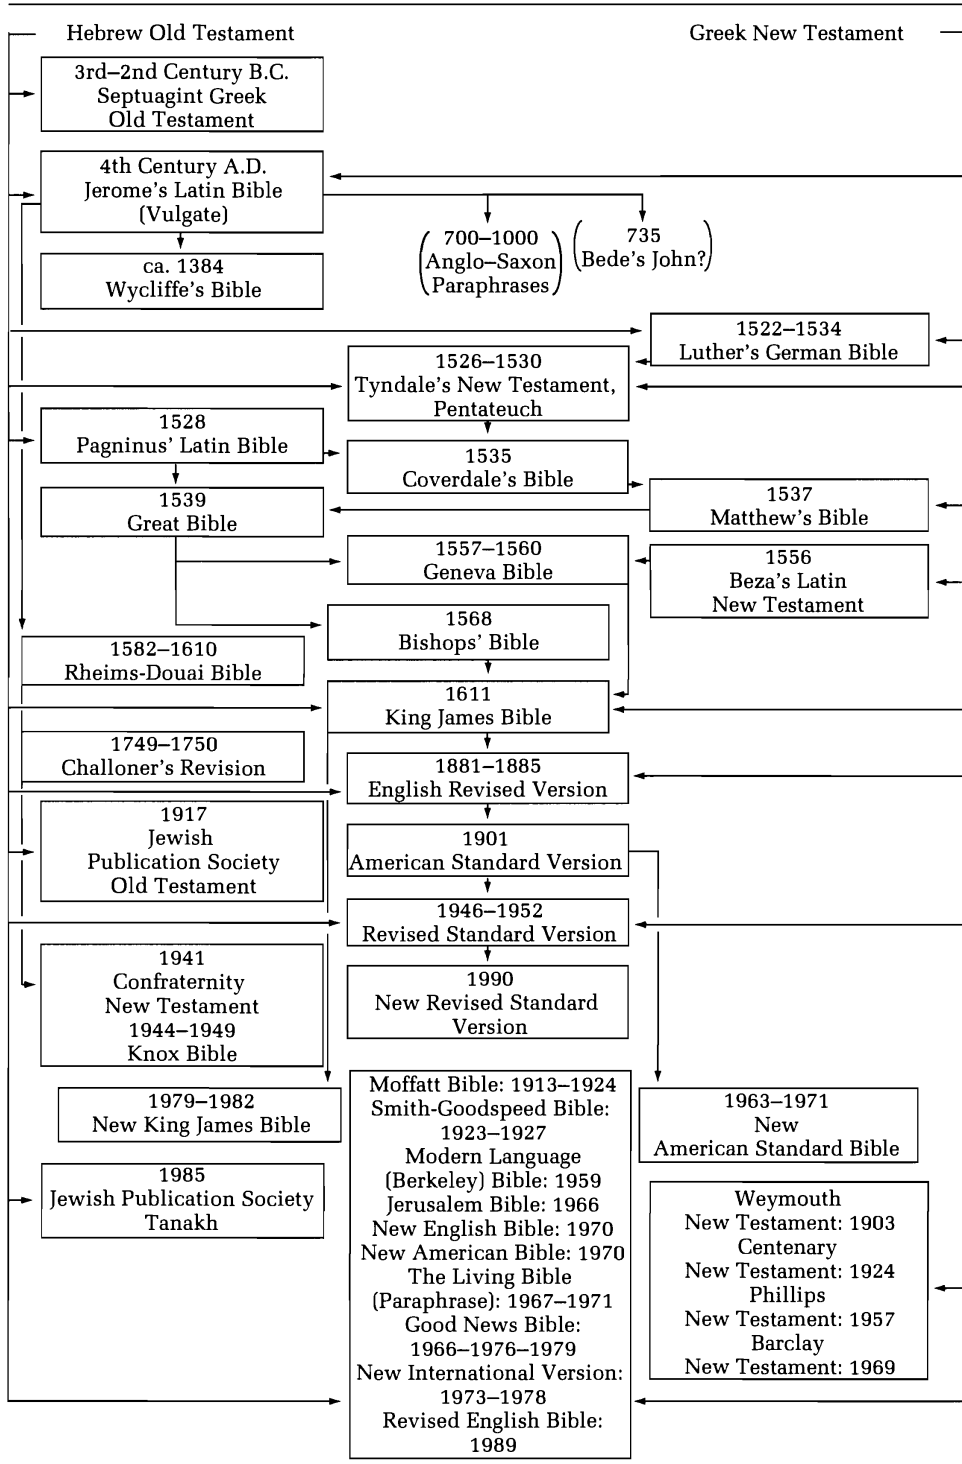 Hebrew Old Testament
Greek New Testament
3rd–2nd Century B.C.
Septuagint Greek
Old Testament
4th Century A.D.
Jerome's Latin Bible
(Vulgate)
700–1000
Anglo–Saxon
Paraphrases
735
Bede's John?
ca. 1384
Wycliffe's Bible
1522–1534
Luther's German Bible
1526–1530
Tyndale's New Testament,
Pentateuch
1528
Pagninus' Latin Bible
1535
Coverdale's Bible
1537
Matthew's Bible
1539
Great Bible
1557–1560
Geneva Bible
1556
Beza's Latin
New Testament
1568
Bishops' Bible
1582–1610
Rheims-Douai Bible
1611
King James Bible
1749–1750
Challoner's Revision
1881–1885
English Revised Version
1917
Jewish
Publication Society
Old Testament
1901
American Standard Version
1946–1952
Revised Standard Version
1941
Confraternity
New Testament
1944–1949
Knox Bible
1990
New Revised Standard
Version
1979–1982
New King James Bible
1963–1971
New
American Standard Bible
1985
Jewish Publication Society
Tanakh
Moffatt Bible: 1913–1924
Smith-Goodspeed Bible:
1923–1927
Modern Language
(Berkeley) Bible: 1959
Jerusalem Bible: 1966
New English Bible: 1970
New American Bible: 1970
The Living Bible
(Paraphrase): 1967–1971
Good News Bible:
1966–1976–1979
New International Version:
1973–1978
Revised English Bible:
1989
Weymouth
New Testament: 1903
Centenary
New Testament: 1924
Phillips
New Testament: 1957
Barclay
New Testament: 1969